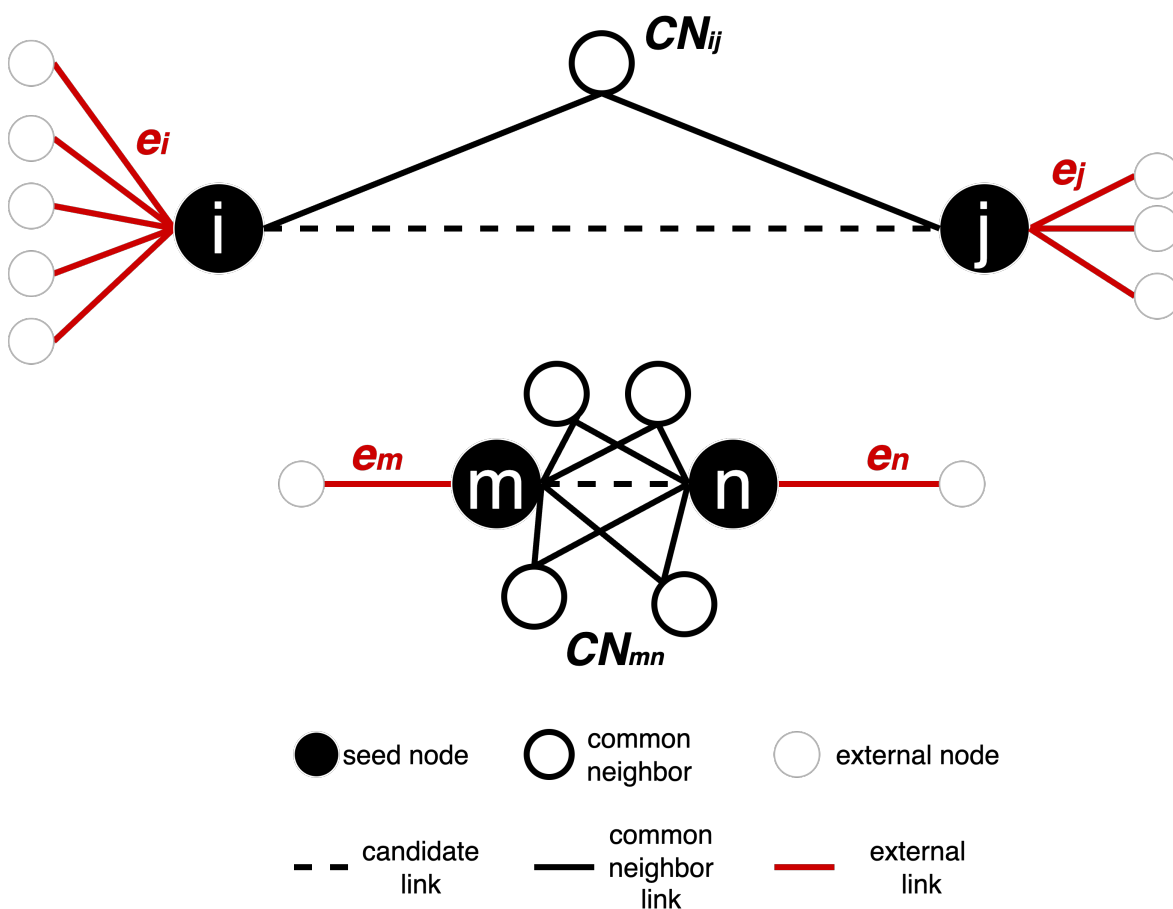 CNij
ei
ej
i
j
em
en
m
n
CNmn
seed node
common
neighbor
external node
candidate
link
common
neighbor
link
external
link